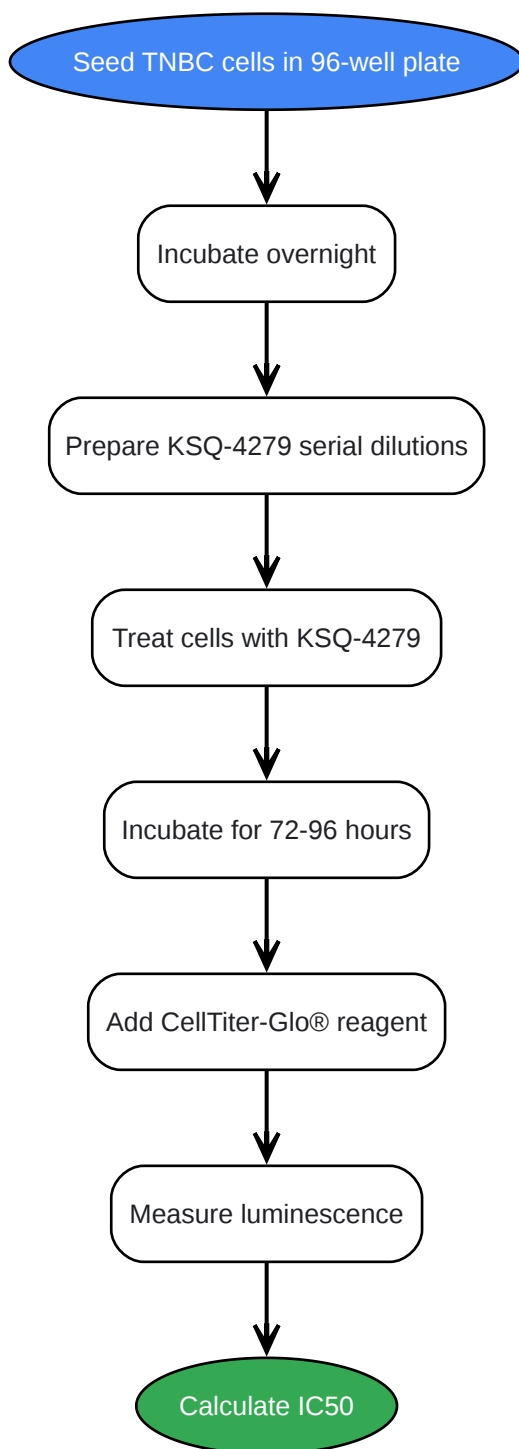 Seed TNBC cells in 96-well plate
Incubate overnight
Prepare KSQ-4279 serial dilutions
Treat cells with KSQ-4279
Incubate for 72-96 hours
Add CellTiter-Glo® reagent
Measure luminescence
Calculate IC50